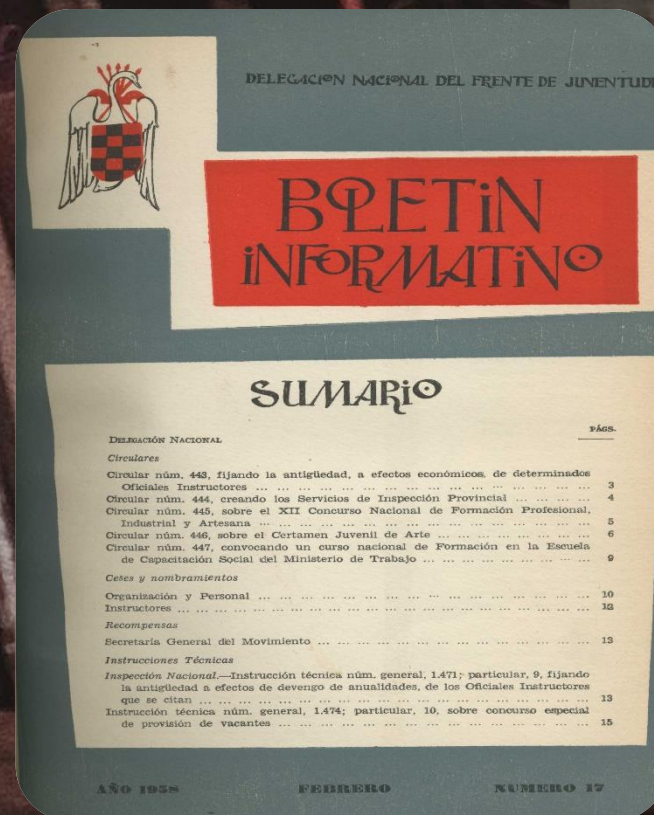 DELEGACION NACIONAL DEL FRENTE DE JUVENTUD
BOLETIN
INFORMATIVO
SUMARIO
PÁGS.
DELEGACIÓN NACIONAL
Circulares
Circular núm. 443, fijando la antigüedad, a efectos económicos, de determinados
Oficiales Instructores ... ... ... ... ... ... ... ... ... ... ... ... ... ... ... 3
Circular núm. 444, creando los Servicios de Inspección Provincial ... ... ... ... 4
Circular núm. 445, sobre el XII Concurso Nacional de Formación Profesional,
Industrial y Artesana ... ... ... ... ... ... ... ... ... ... ... ... ... ... ... 5
Circular núm. 446, sobre el Certamen Juvenil de Arte ... ... ... ... ... ... ... 6
Circular núm. 447, convocando un curso nacional de Formación en la Escuela
de Capacitación Social del Ministerio de Trabajo ... ... ... ... ... ... ... 9
Ceses y nombramientos
Organización y Personal ... ... ... ... ... ... ... ... ... ... ... ... ... ... 10
Instructores ... ... ... ... ... ... ... ... ... ... ... ... ... ... ... ... ... 12
Recompensas
Secretaría General del Movimiento ... ... ... ... ... ... ... ... ... ... ... 13
Instrucciones Técnicas
Inspección Nacional.—Instrucción técnica núm. general, 1.471; particular, 9, fijando
la antigüedad a efectos de devengo de anualidades, de los Oficiales Instructores
que se citan ... ... ... ... ... ... ... ... ... ... ... ... ... ... ... ... ... 13
Instrucción técnica núm. general, 1.474; particular, 10, sobre concurso especial
de provisión de vacantes ... ... ... ... ... ... ... ... ... ... ... ... ... 15
AÑO 1958 FEBRERO NUMERO 17